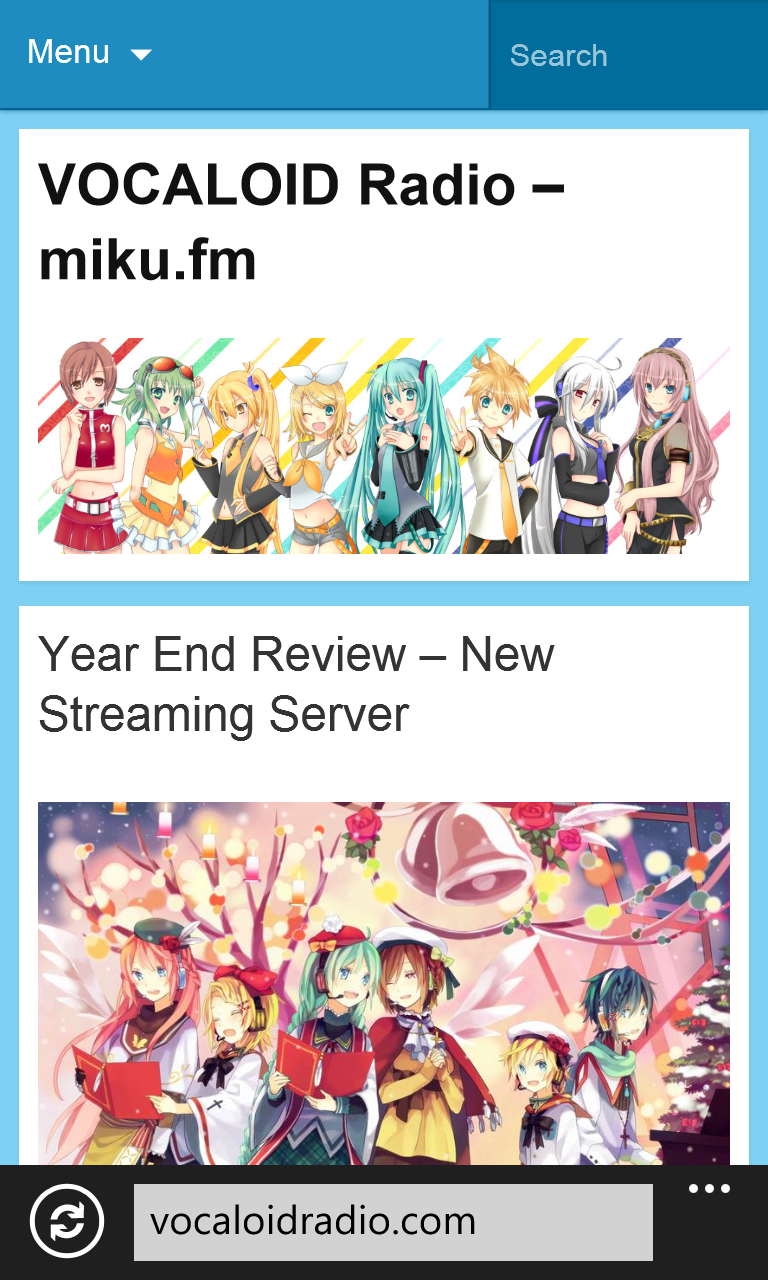 Menu
Search
VOCALOID Radio –
miku.fm
Year End Review – New
Streaming Server
vocaloidradio.com